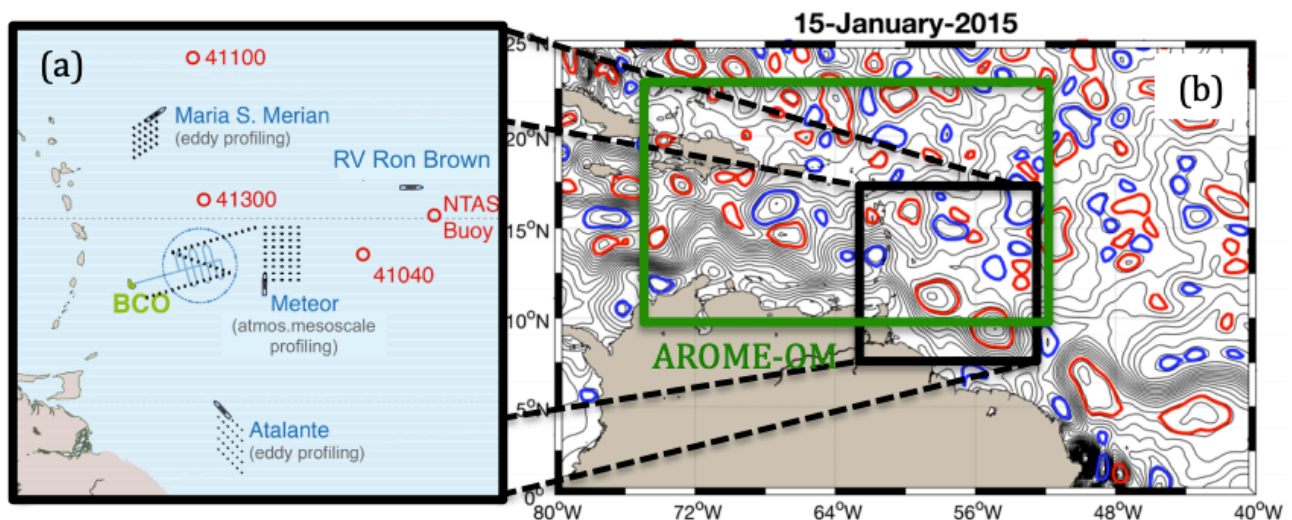 (a)
41100
Maria S. Merian
(eddy profiling)
RV Ron Brown
41300
NTAS
Buoy
41040
BCO
Meteor
(atmos.mesoscale
profiling)
Atalante
(eddy profiling)
15-January-2015
(b)
25°N
20°N
15°N
10°N
5°N
0°
AROME-OM
80°W
72°W
64°W
56°W
48°W
40°W